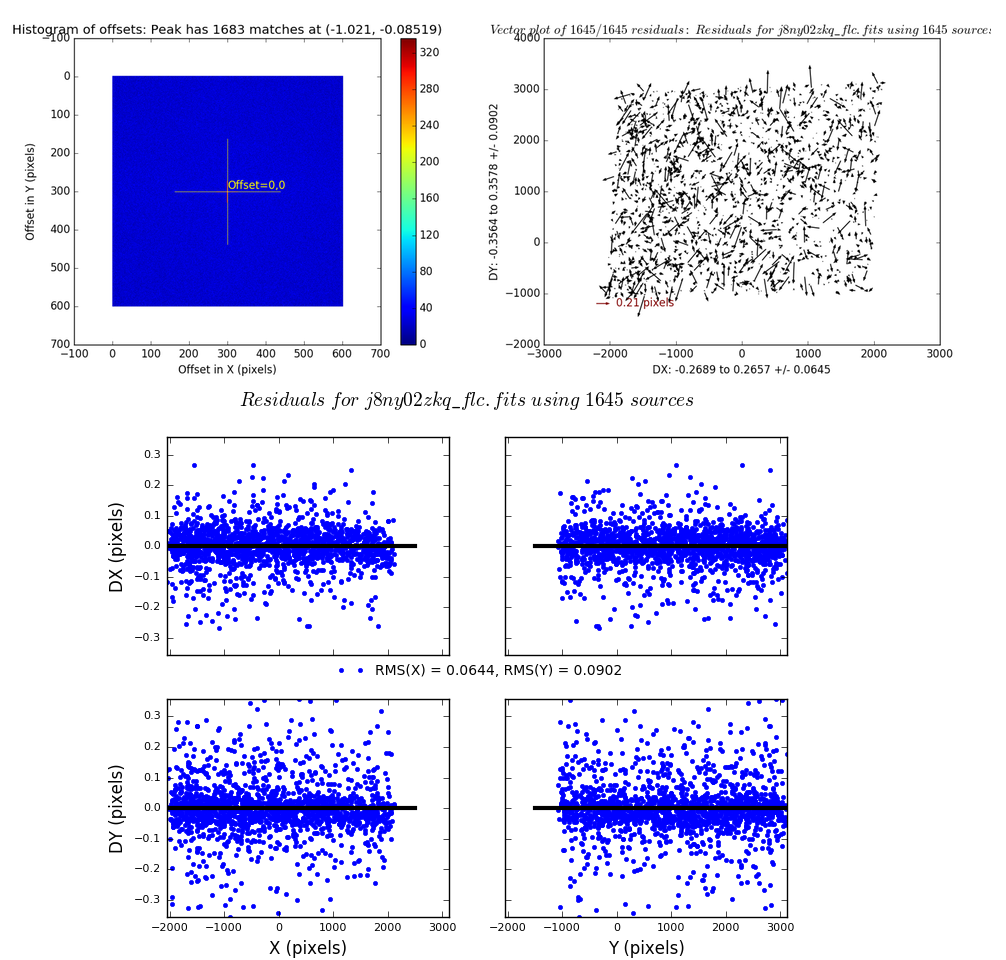 Histogram of offsets: Peak has 1683 matches at (-1.021, -0.08519)
−100
0
100
200
300
400
500
600
700
Offset in Y (pixels)
Offset=0,0
−100 0 100 200 300 400 500 600 700
Offset in X (pixels)
320
280
240
200
160
120
80
40
0
Vector plot of 1645/1645 residuals: Residuals for j8ny02zkq_flc.fits using 1645 sources
4000
3000
2000
1000
0
−1000
−2000
DY: -0.3564 to 0.3578 +/- 0.0902
0.21 pixels
−3000 −2000 −1000 0 1000 2000 3000
DX: -0.2689 to 0.2657 +/- 0.0645
Residuals for j8ny02zkq_flc.fits using 1645 sources
0.3
0.2
0.1
0.0
−0.1
−0.2
−0.3
DX (pixels)
RMS(X) = 0.0644, RMS(Y) = 0.0902
0.3
0.2
0.1
0.0
−0.1
−0.2
−0.3
DY (pixels)
−2000 −1000 0 1000 2000 3000
X (pixels)
−2000 −1000 0 1000 2000 3000
Y (pixels)